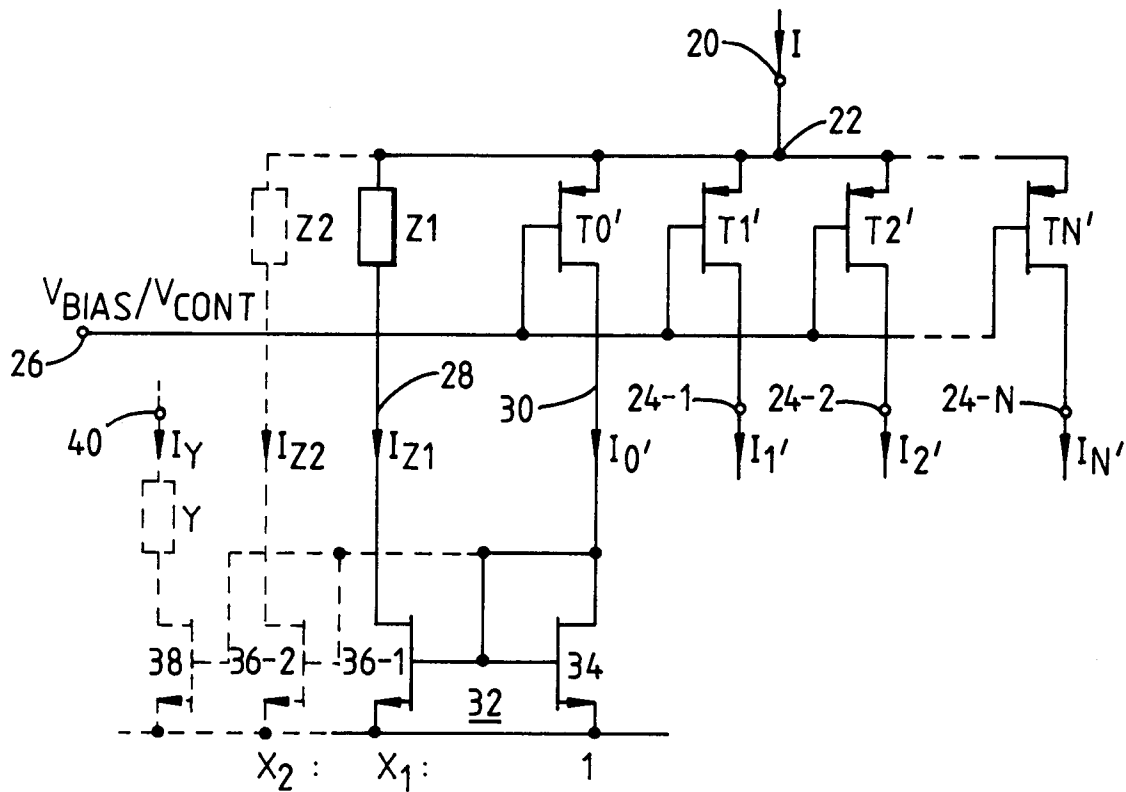 20
I
22
Z2
Z1
T0'
T1'
T2'
TN'
VBIAS/VCONT
26
28
30
24-1
24-2
24-N
40
IY
IZ2
IZ1
I0'
I1'
I2'
IN'
Y
38
36-2
36-1
34
32
X2 :
X1 :
1